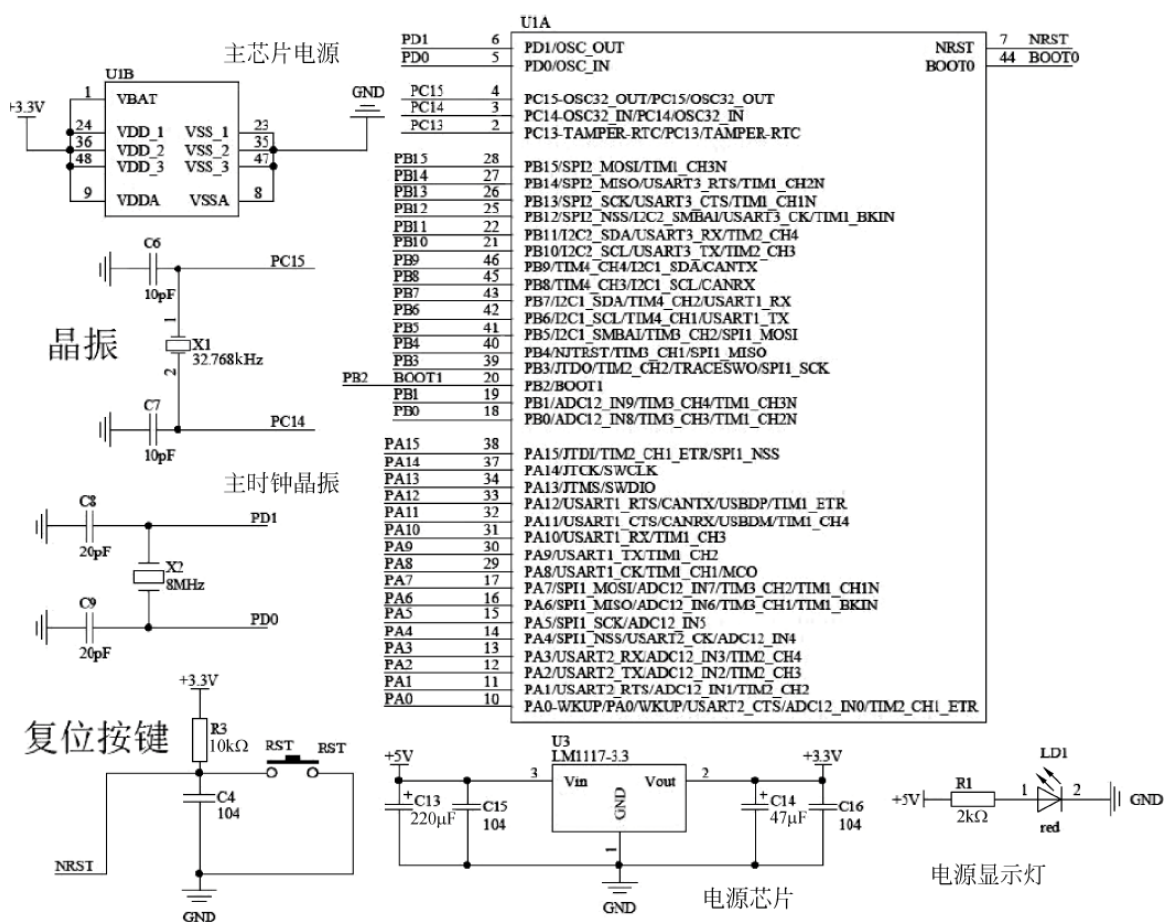 主芯片电源
U1B
+3.3V
GND
1 VBAT
24 VDD_1 VSS_1 23
36 VDD_2 VSS_2 35
48 VDD_3 VSS_3 47
9 VDDA VSSA 8
C6
10pF
PC15
晶振
1
X1
32.768kHz
2
C7
10pF
PC14
主时钟晶振
C8
20pF
PD1
X2
8MHz
C9
20pF
PD0
复位按键
+3.3V
R3
10kΩ
RST RST
C4
104
NRST
GND
U1A
PD1 6 PD1/OSC_OUT
PD0 5 PD0/OSC_IN
NRST 7 NRST
BOOT0 44 BOOT0
PC15 4 PC15-OSC32_OUT/PC15/OSC32_OUT
PC14 3 PC14-OSC32_IN/PC14/OSC32_IN
PC13 2 PC13-TAMPER-RTC/PC13/TAMPER-RTC
PB15 28 PB15/SPI2_MOSI/TIM1_CH3N
PB14 27 PB14/SPI2_MISO/USART3_RTS/TIM1_CH2N
PB13 26 PB13/SPI2_SCK/USART3_CTS/TIM1_CH1N
PB12 25 PB12/SPI2_NSS/I2C2_SMBAI/USART3_CK/TIM1_BKIN
PB11 22 PB11/I2C2_SDA/USART3_RX/TIM2_CH4
PB10 21 PB10/I2C2_SCL/USART3_TX/TIM2_CH3
PB9 46 PB9/TIM4_CH4/I2C1_SDA/CANTX
PB8 45 PB8/TIM4_CH3/I2C1_SCL/CANRX
PB7 43 PB7/I2C1_SDA/TIM4_CH2/USART1_RX
PB6 42 PB6/I2C1_SCL/TIM4_CH1/USART1_TX
PB5 41 PB5/I2C1_SMBAI/TIM3_CH2/SPI1_MOSI
PB4 40 PB4/NJTRST/TIM3_CH1/SPI1_MISO
PB3 39 PB3/JTDO/TIM2_CH2/TRACESWO/SPI1_SCK
PB2 BOOT1 20 PB2/BOOT1
PB1 19 PB1/ADC12_IN9/TIM3_CH4/TIM1_CH3N
PB0 18 PB0/ADC12_IN8/TIM3_CH3/TIM1_CH2N
PA15 38 PA15/JTDI/TIM2_CH1_ETR/SPI1_NSS
PA14 37 PA14/JTCK/SWCLK
PA13 34 PA13/JTMS/SWDIO
PA12 33 PA12/USART1_RTS/CANTX/USBDP/TIM1_ETR
PA11 32 PA11/USART1_CTS/CANRX/USBDM/TIM1_CH4
PA10 31 PA10/USART1_RX/TIM1_CH3
PA9 30 PA9/USART1_TX/TIM1_CH2
PA8 29 PA8/USART1_CK/TIM1_CH1/MCO
PA7 17 PA7/SPI1_MOSI/ADC12_IN7/TIM3_CH2/TIM1_CH1N
PA6 16 PA6/SPI1_MISO/ADC12_IN6/TIM3_CH1/TIM1_BKIN
PA5 15 PA5/SPI1_SCK/ADC12_IN5
PA4 14 PA4/SPI1_NSS/USART2_CK/ADC12_IN4
PA3 13 PA3/USART2_RX/ADC12_IN3/TIM2_CH4
PA2 12 PA2/USART2_TX/ADC12_IN2/TIM2_CH3
PA1 11 PA1/USART2_RTS/ADC12_IN1/TIM2_CH2
PA0 10 PA0-WKUP/PA0/WKUP/USART2_CTS/ADC12_IN0/TIM2_CH1_ETR
U3
LM1117-3.3
+5V
3 Vin Vout 2
GND
1
+3.3V
+ C13
220μF
C15
104
+ C14
47μF
C16
104
GND
电源芯片
LD1
+5V
R1
2kΩ
1 2
red
GND
电源显示灯